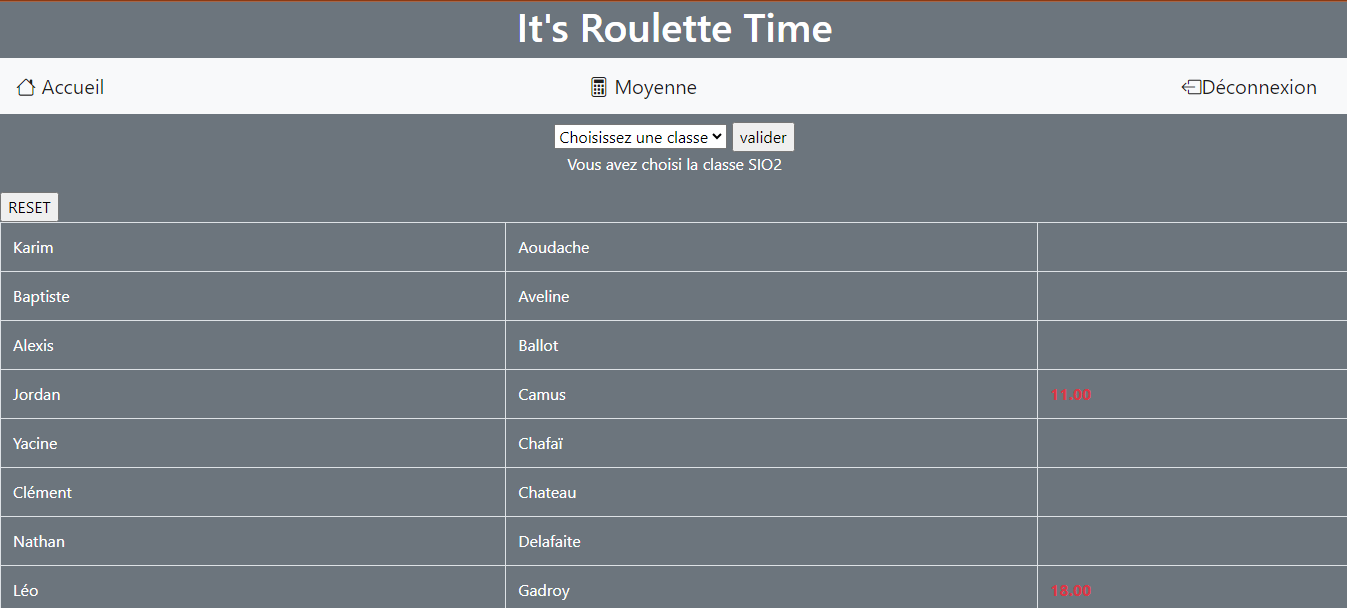 It's Roulette Time
Accueil Moyenne Déconnexion
Choisissez une classe valider
Vous avez choisi la classe SIO2
RESET
Karim Aoudache
Baptiste Aveline
Alexis Ballot
Jordan Camus 11.00
Yacine Chafaï
Clément Chateau
Nathan Delafaite
Léo Gadroy 18.00